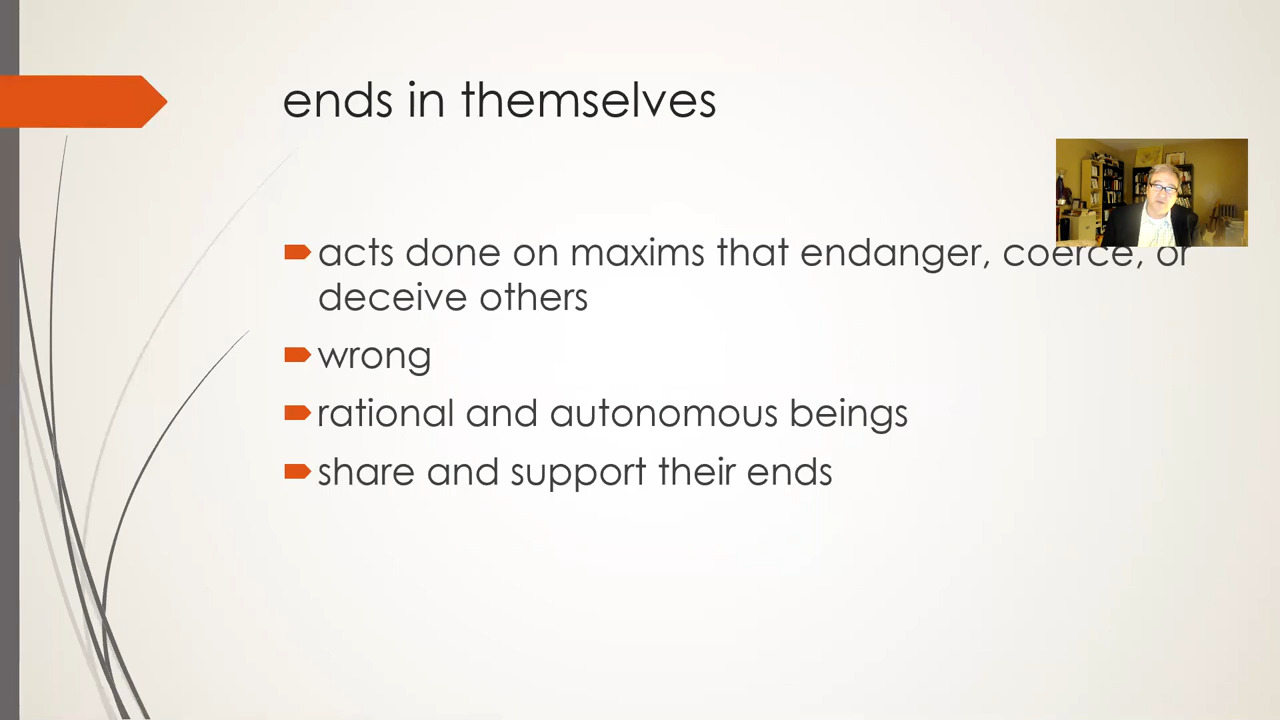 ends in themselves
acts done on maxims that endanger, coerce, or
deceive others
wrong
rational and autonomous beings
share and support their ends